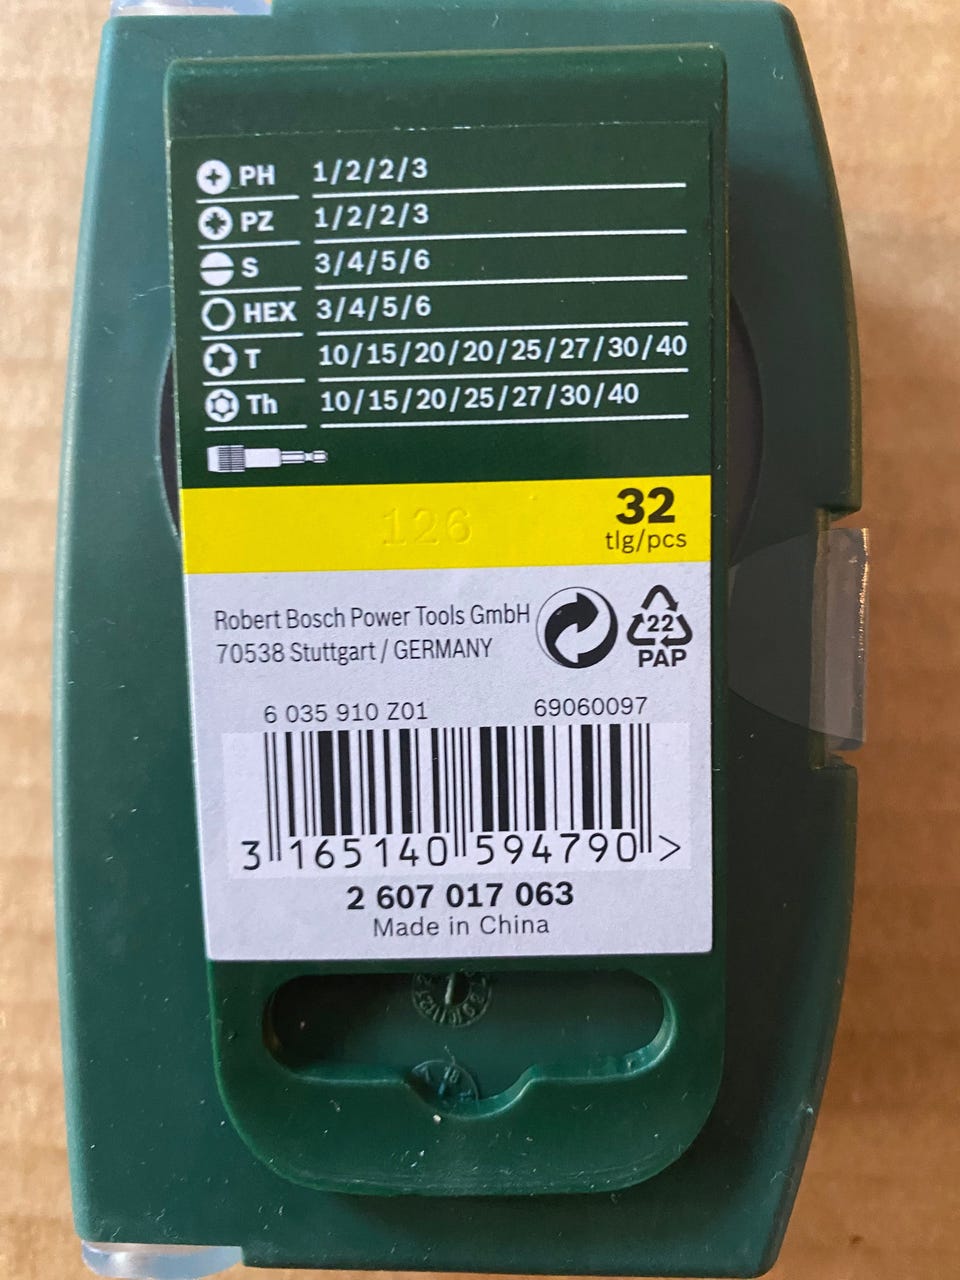 PH 1/2/2/3
PZ 1/2/2/3
S 3/4/5/6
HEX 3/4/5/6
T 10/15/20/20/25/27/30/40
Th 10/15/20/25/27/30/40
126
32
tlg/pcs
Robert Bosch Power Tools GmbH
70538 Stuttgart / GERMANY
22
PAP
6 035 910 Z01 69060097
3 165140 594790 >
2 607 017 063
Made in China